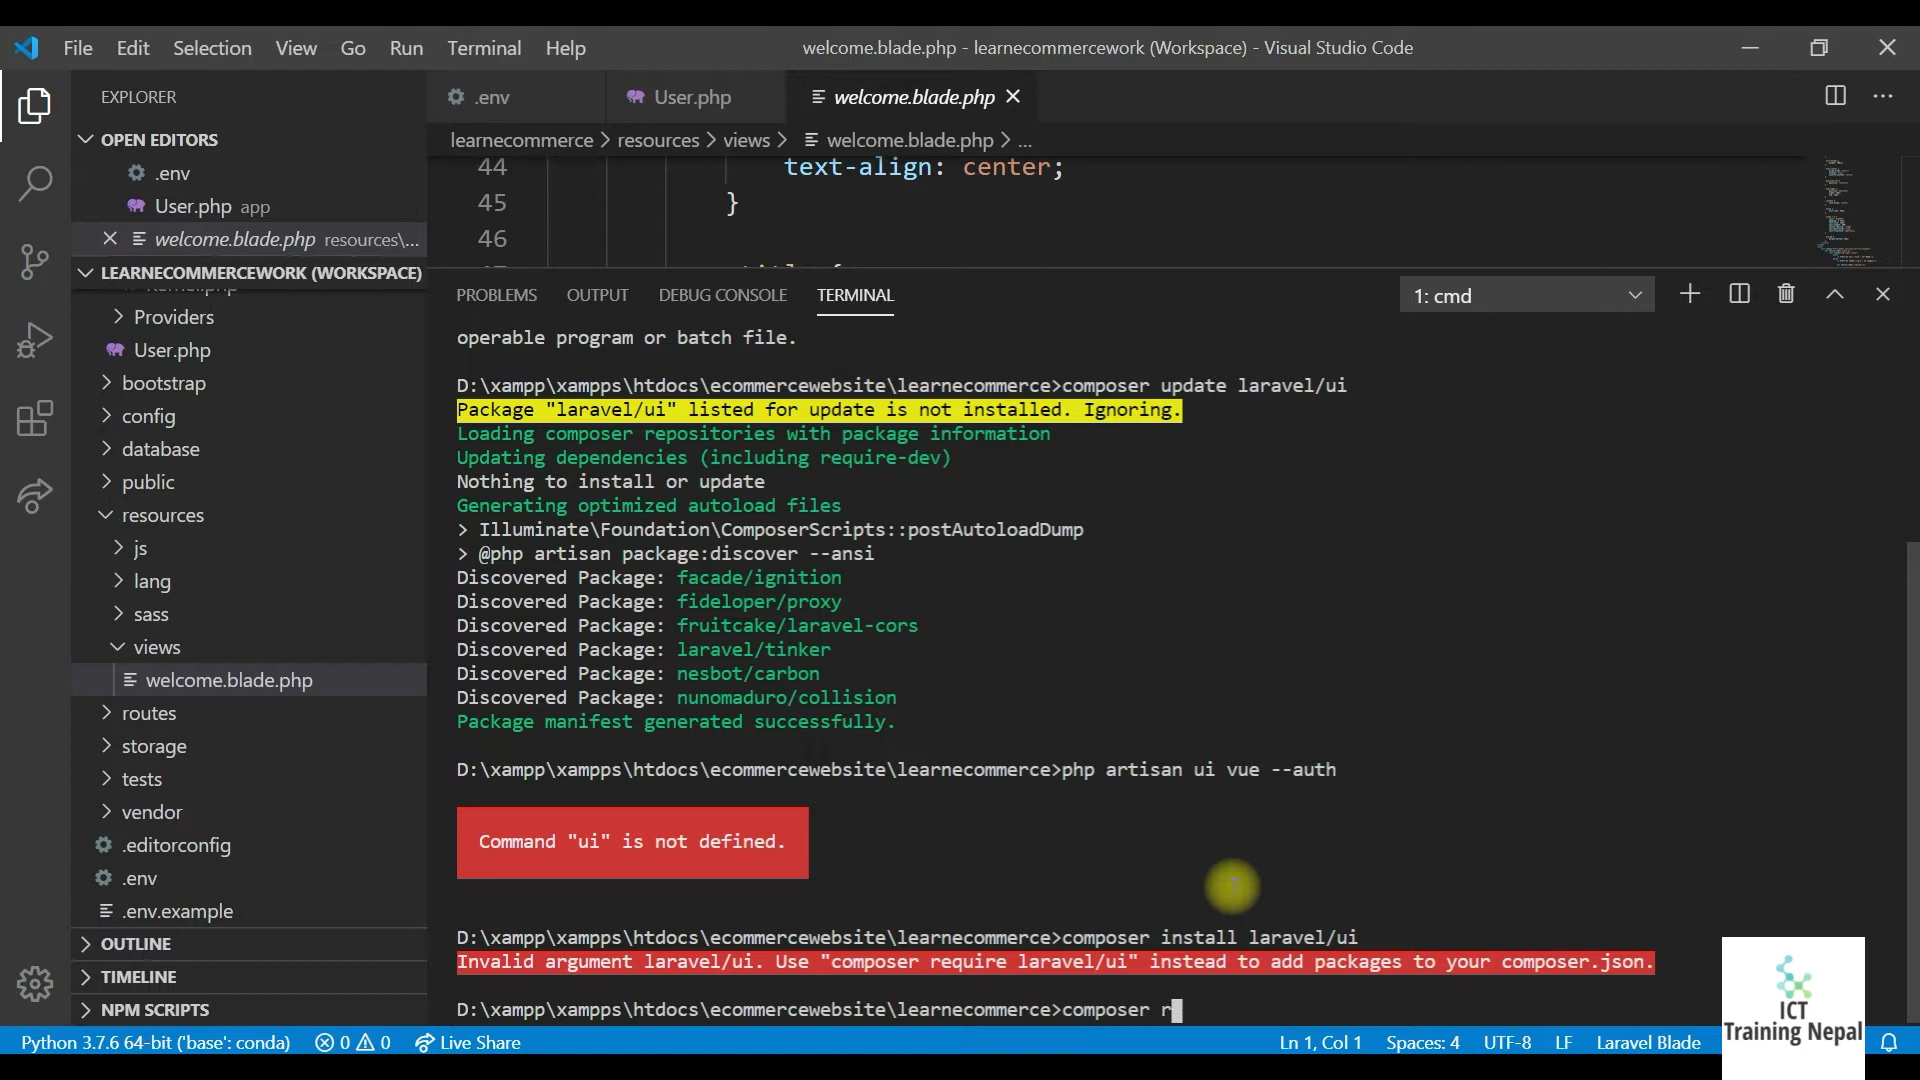 File Edit Selection View Go Run Terminal Help
welcome.blade.php - learnecommercework (Workspace) - Visual Studio Code
EXPLORER
OPEN EDITORS
.env
User.php app
welcome.blade.php resources\...
LEARNECOMMERCEWORK (WORKSPACE)
Kernel.php
Providers
User.php
bootstrap
config
database
public
resources
js
lang
sass
views
welcome.blade.php
routes
storage
tests
vendor
.editorconfig
.env
.env.example
OUTLINE
TIMELINE
NPM SCRIPTS
.env User.php welcome.blade.php
learnecommerce > resources > views > welcome.blade.php > ...
44 text-align: center;
45 }
46
PROBLEMS OUTPUT DEBUG CONSOLE TERMINAL
1: cmd
operable program or batch file.
D:\xampp\xampps\htdocs\ecommercewebsite\learnecommerce>composer update laravel/ui
Package "laravel/ui" listed for update is not installed. Ignoring.
Loading composer repositories with package information
Updating dependencies (including require-dev)
Nothing to install or update
Generating optimized autoload files
> Illuminate\Foundation\ComposerScripts::postAutoloadDump
> @php artisan package:discover --ansi
Discovered Package: facade/ignition
Discovered Package: fideloper/proxy
Discovered Package: fruitcake/laravel-cors
Discovered Package: laravel/tinker
Discovered Package: nesbot/carbon
Discovered Package: nunomaduro/collision
Package manifest generated successfully.
D:\xampp\xampps\htdocs\ecommercewebsite\learnecommerce>php artisan ui vue --auth
Command "ui" is not defined.
D:\xampp\xampps\htdocs\ecommercewebsite\learnecommerce>composer install laravel/ui
Invalid argument laravel/ui. Use "composer require laravel/ui" instead to add packages to your composer.json.
D:\xampp\xampps\htdocs\ecommercewebsite\learnecommerce>composer r
ICT
Training Nepal
Python 3.7.6 64-bit ('base': conda) 0 0 Live Share
Ln 1, Col 1 Spaces: 4 UTF-8 LF Laravel Blade